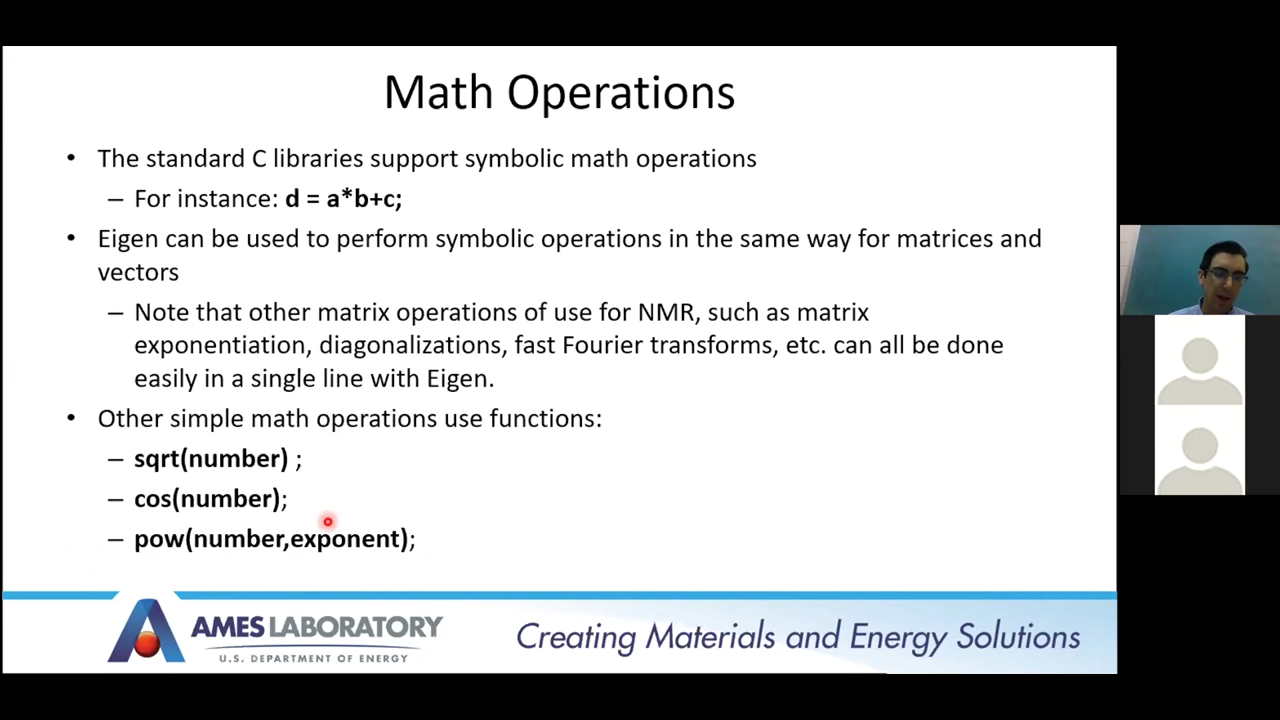 Math Operations
• The standard C libraries support symbolic math operations
– For instance: d = a*b+c;
• Eigen can be used to perform symbolic operations in the same way for matrices and
vectors
– Note that other matrix operations of use for NMR, such as matrix
exponentiation, diagonalizations, fast Fourier transforms, etc. can all be done
easily in a single line with Eigen.
• Other simple math operations use functions:
– sqrt(number) ;
– cos(number);
– pow(number,exponent);
AMES LABORATORY
U.S. DEPARTMENT OF ENERGY
Creating Materials and Energy Solutions